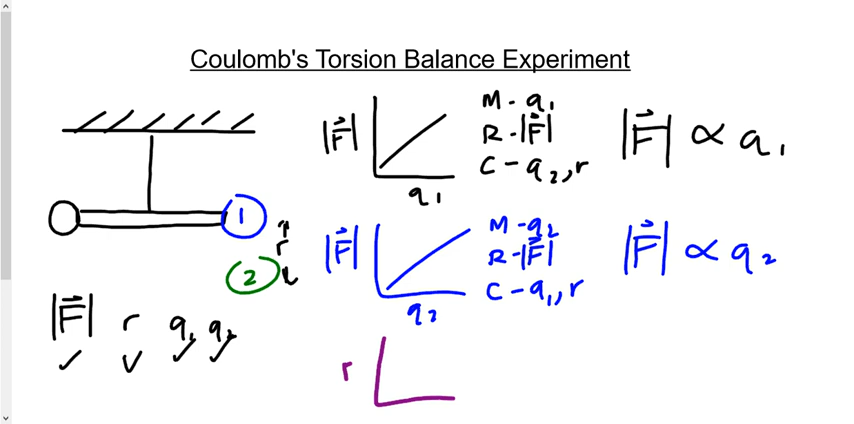 Coulomb's Torsion Balance Experiment
|F⃗|
q₁
M - q₁
R - |F⃗|
C - q₂, r
|F⃗| ∝ q₁
1
r
2
|F⃗|
q₂
M - q₂
R - |F⃗|
C - q₁, r
|F⃗| ∝ q₂
|F⃗| r q₁ q₂
✓ ✓ ✓ ✓
r